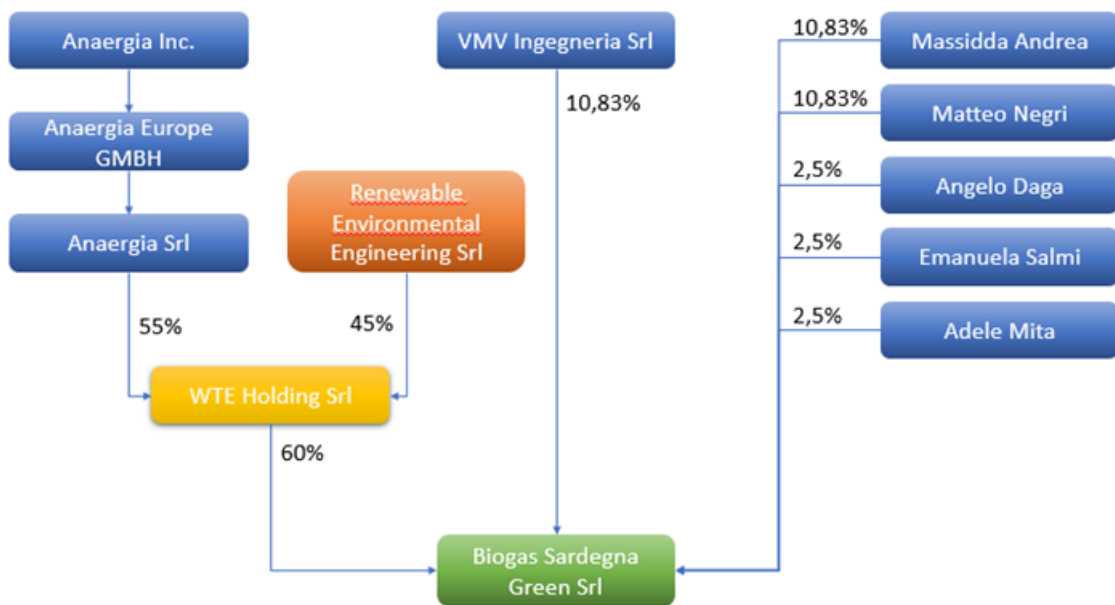 Anaergia Inc.
VMV Ingegneria Srl
10,83%
Massidda Andrea
10,83%
Anaergia Europe
GMBH
10,83%
Matteo Negri
Renewable
Environmental
Engineering Srl
2,5%
Angelo Daga
Anaergia Srl
2,5%
Emanuela Salmi
55%
45%
2,5%
Adele Mita
WTE Holding Srl
60%
Biogas Sardegna
Green Srl